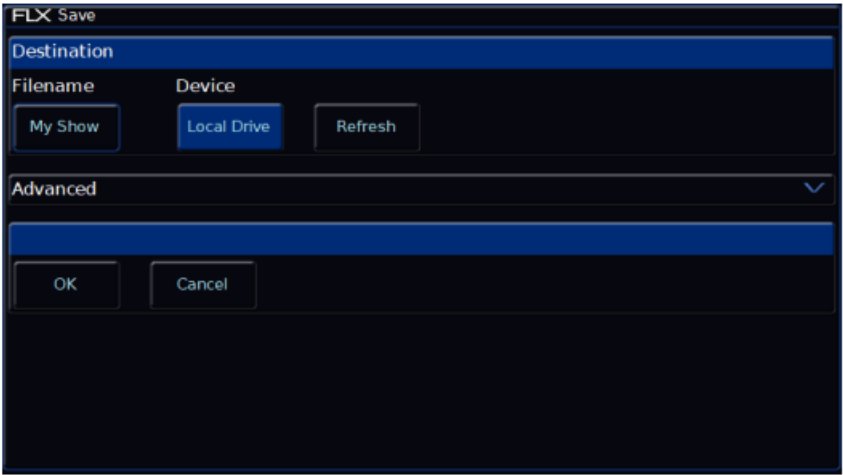 FLX Save
Destination
Filename Device
My Show Local Drive Refresh
Advanced
OK Cancel